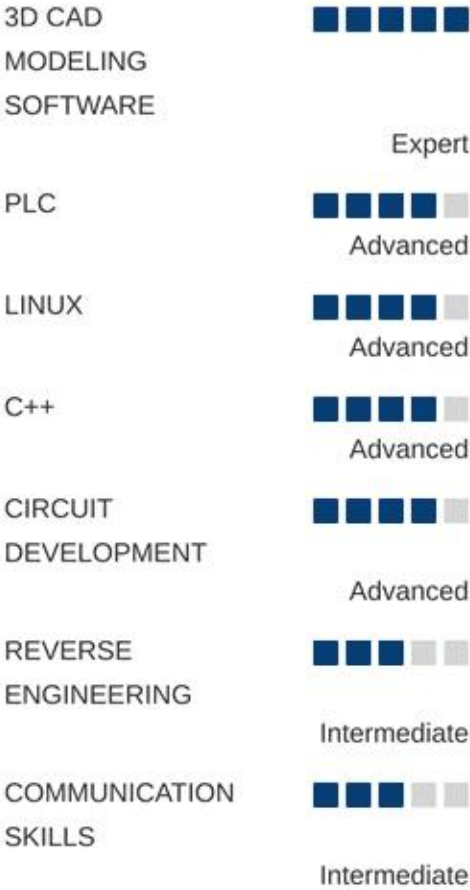 3D CAD
MODELING
SOFTWARE
Expert
PLC
Advanced
LINUX
Advanced
C++
Advanced
CIRCUIT
DEVELOPMENT
Advanced
REVERSE
ENGINEERING
Intermediate
COMMUNICATION
SKILLS
Intermediate